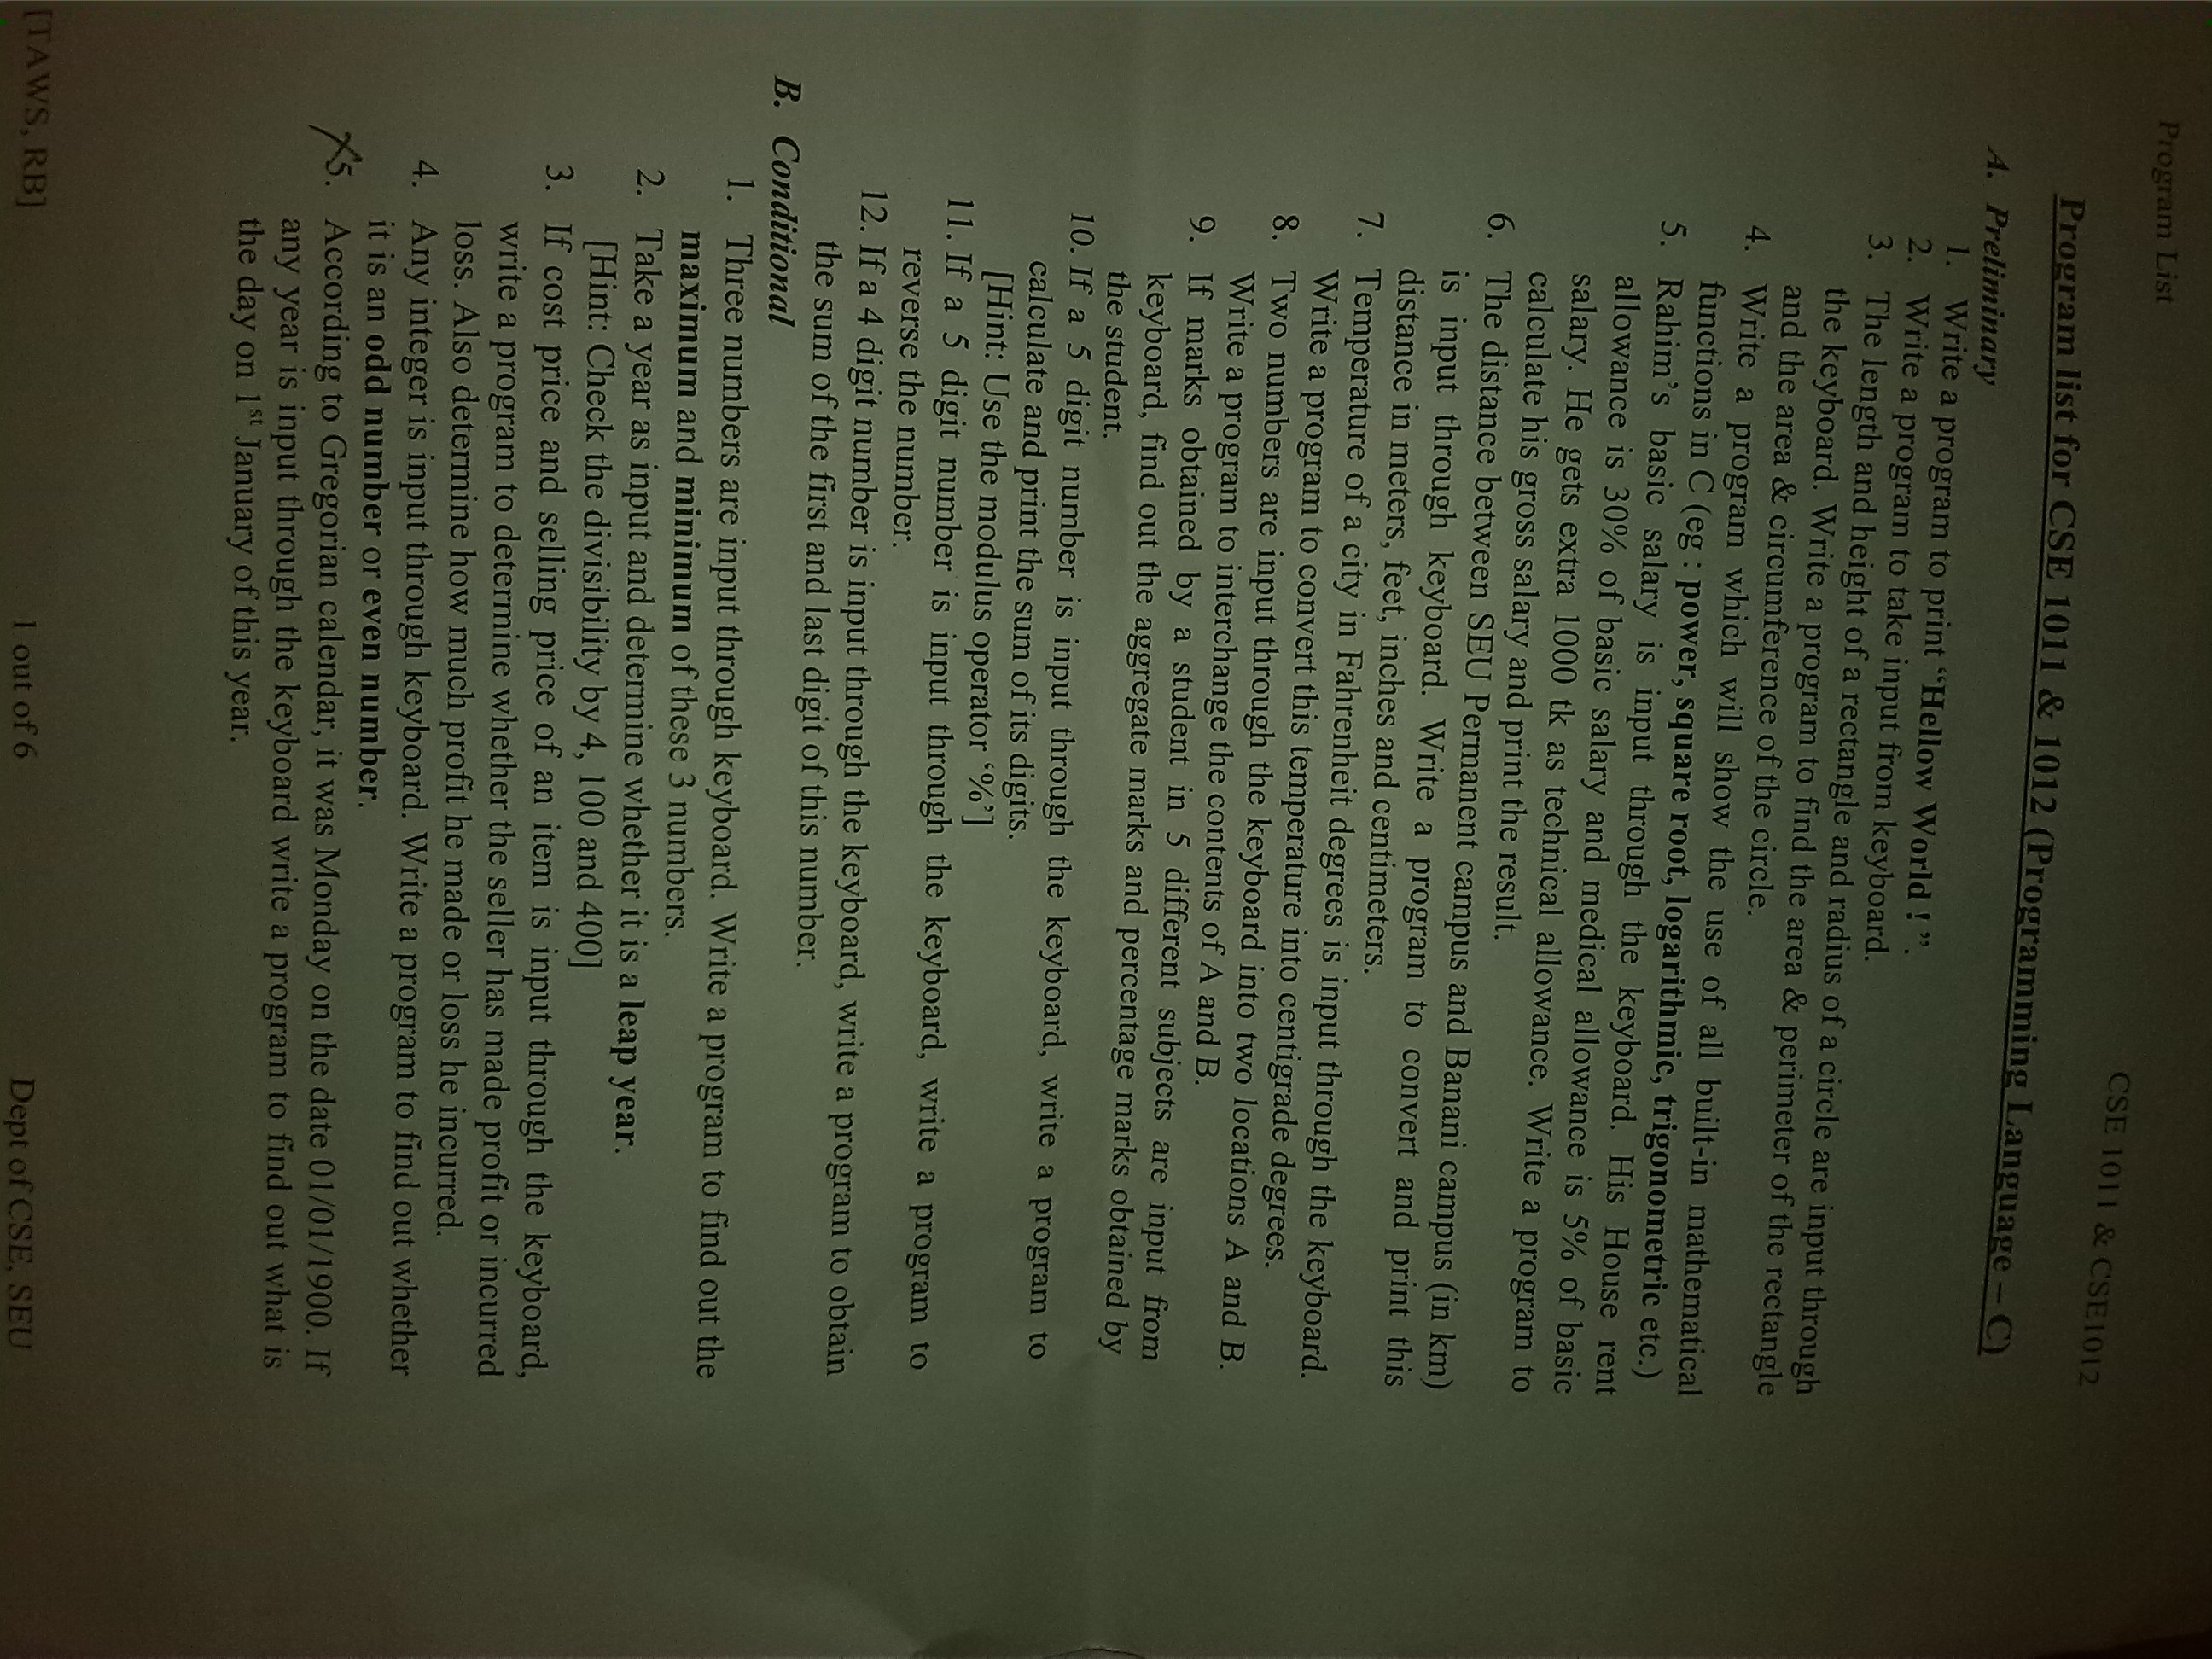 Program List CSE 1011 & CSE1012
Program list for CSE 1011 & 1012 (Programming Language – C)
A. Preliminary
1. Write a program to print “Hellow World ! ”.
2. Write a program to take input from keyboard.
3. The length and height of a rectangle and radius of a circle are input through
the keyboard. Write a program to find the area & perimeter of the rectangle
and the area & circumference of the circle.
4. Write a program which will show the use of all built-in mathematical
functions in C (eg : power, square root, logarithmic, trigonometric etc.)
5. Rahim’s basic salary is input through the keyboard. His House rent
allowance is 30% of basic salary and medical allowance is 5% of basic
salary. He gets extra 1000 tk as technical allowance. Write a program to
calculate his gross salary and print the result.
6. The distance between SEU Permanent campus and Banani campus (in km)
is input through keyboard. Write a program to convert and print this
distance in meters, feet, inches and centimeters.
7. Temperature of a city in Fahrenheit degrees is input through the keyboard.
Write a program to convert this temperature into centigrade degrees.
8. Two numbers are input through the keyboard into two locations A and B.
Write a program to interchange the contents of A and B.
9. If marks obtained by a student in 5 different subjects are input from
keyboard, find out the aggregate marks and percentage marks obtained by
the student.
10. If a 5 digit number is input through the keyboard, write a program to
calculate and print the sum of its digits.
[Hint: Use the modulus operator ‘%’]
11. If a 5 digit number is input through the keyboard, write a program to
reverse the number.
12. If a 4 digit number is input through the keyboard, write a program to obtain
the sum of the first and last digit of this number.
B. Conditional
1. Three numbers are input through keyboard. Write a program to find out the
maximum and minimum of these 3 numbers.
2. Take a year as input and determine whether it is a leap year.
[Hint: Check the divisibility by 4, 100 and 400]
3. If cost price and selling price of an item is input through the keyboard,
write a program to determine whether the seller has made profit or incurred
loss. Also determine how much profit he made or loss he incurred.
4. Any integer is input through keyboard. Write a program to find out whether
it is an odd number or even number.
5. According to Gregorian calendar, it was Monday on the date 01/01/1900. If
any year is input through the keyboard write a program to find out what is
the day on 1st January of this year.
[TAWS, RB] 1 out of 6 Dept of CSE, SEU